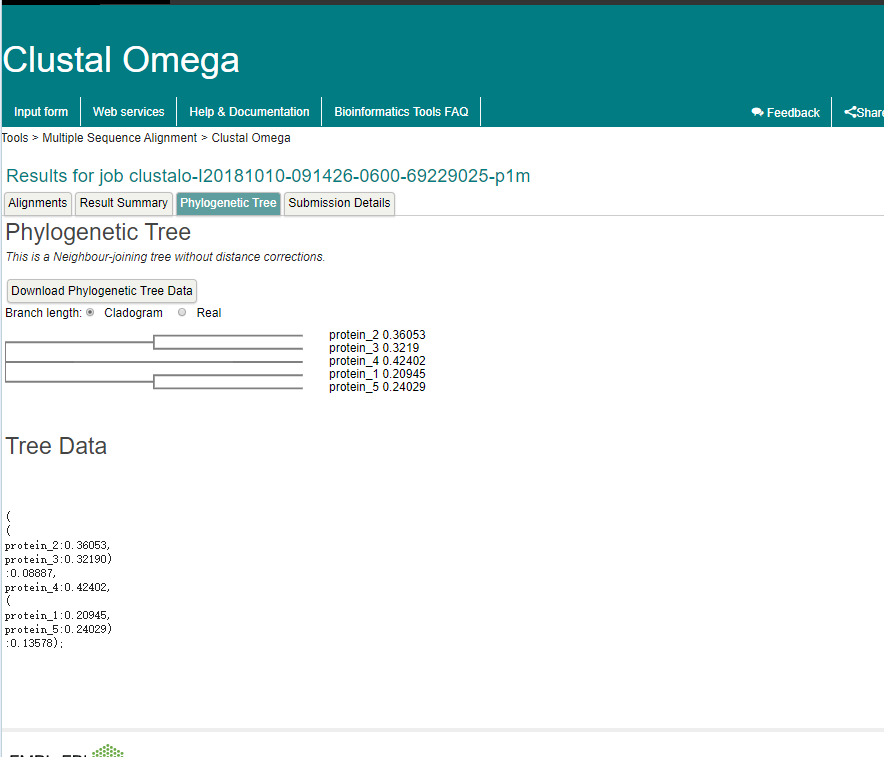 Clustal Omega
Input form Web services Help & Documentation Bioinformatics Tools FAQ Feedback Share
Tools > Multiple Sequence Alignment > Clustal Omega
Results for job clustalo-I20181010-091426-0600-69229025-p1m
Alignments Result Summary Phylogenetic Tree Submission Details
Phylogenetic Tree
This is a Neighbour-joining tree without distance corrections.
Download Phylogenetic Tree Data
Branch length: Cladogram Real
protein_2 0.36053
protein_3 0.3219
protein_4 0.42402
protein_1 0.20945
protein_5 0.24029
Tree Data
(
(
protein_2:0.36053,
protein_3:0.32190)
:0.08887,
protein_4:0.42402,
(
protein_1:0.20945,
protein_5:0.24029)
:0.13578);